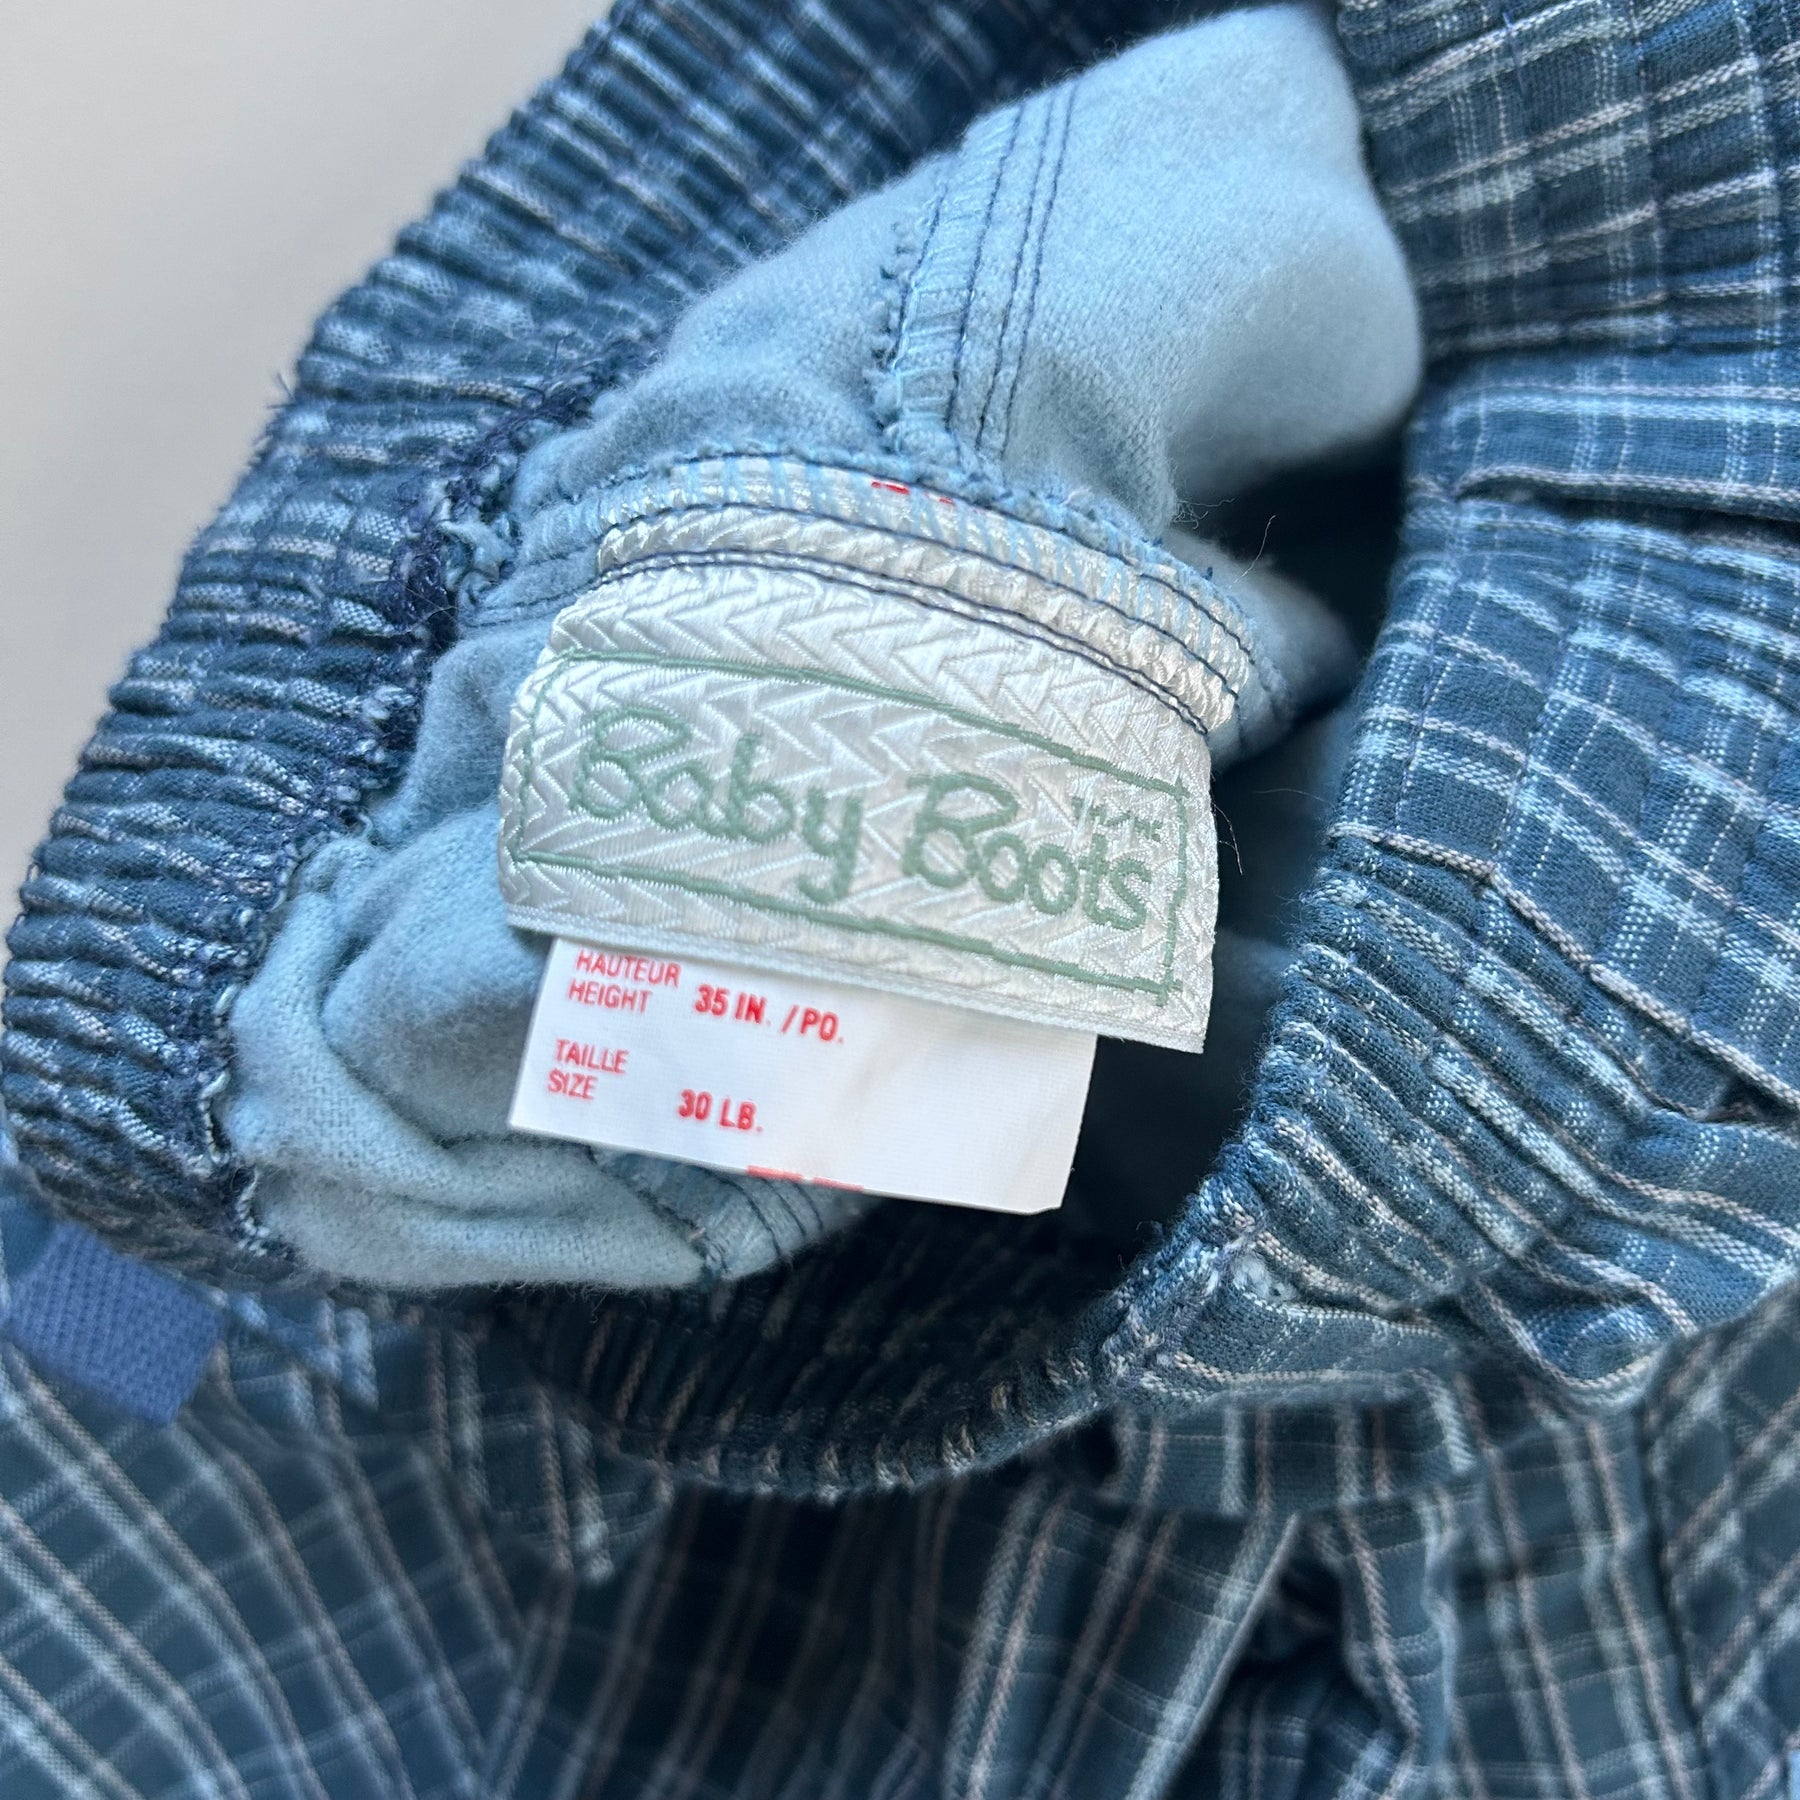 Baby Boots
HAUTEUR
HEIGHT 35 IN. /PO.
TAILLE
SIZE 30 LB.